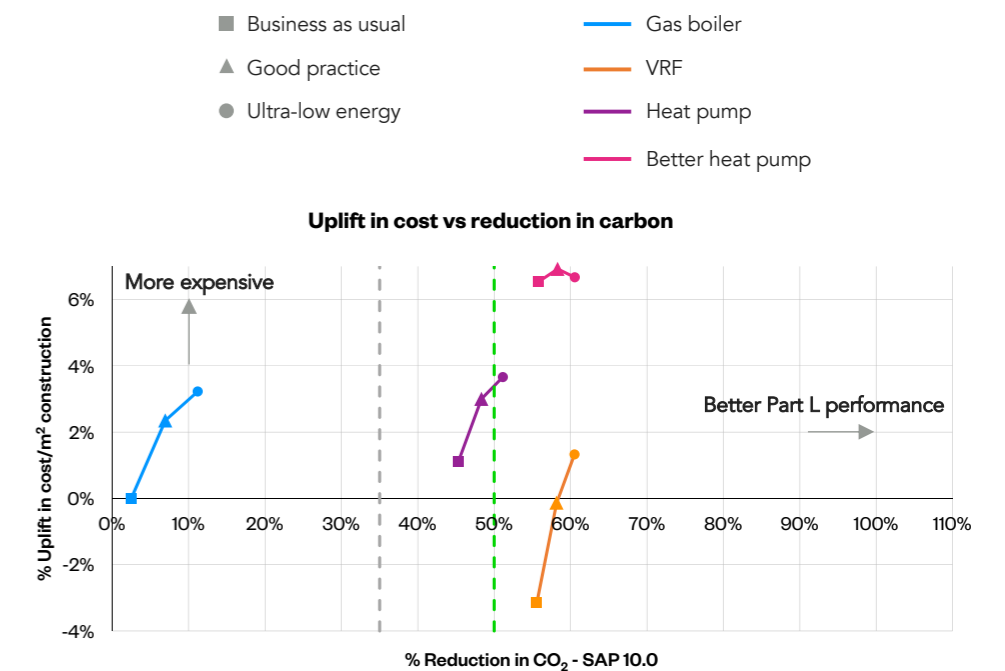 Business as usual
Good practice
Ultra-low energy
Gas boiler
VRF
Heat pump
Better heat pump
Uplift in cost vs reduction in carbon
More expensive
Better Part L performance
% Uplift in cost/m² construction
6%
4%
2%
0%
-2%
-4%
0% 10% 20% 30% 40% 50% 60% 70% 80% 90% 100% 110%
% Reduction in CO₂ - SAP 10.0